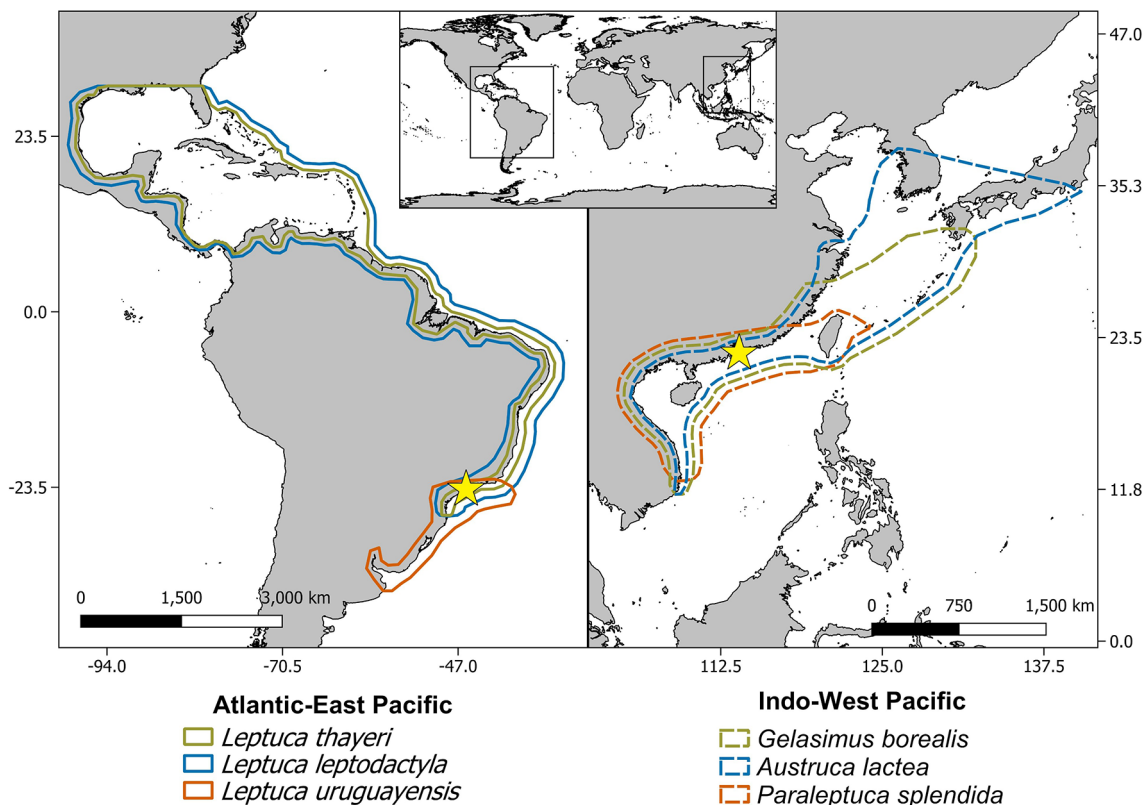 47.0
23.5
35.3
0.0
23.5
-23.5
11.8
0 1,500 3,000 km
0 750 1,500 km
0.0
-94.0 -70.5 -47.0 112.5 125.0 137.5
Atlantic-East Pacific
Leptuca thayeri
Leptuca leptodactyla
Leptuca uruguayensis
Indo-West Pacific
Gelasimus borealis
Austruca lactea
Paraleptuca splendida